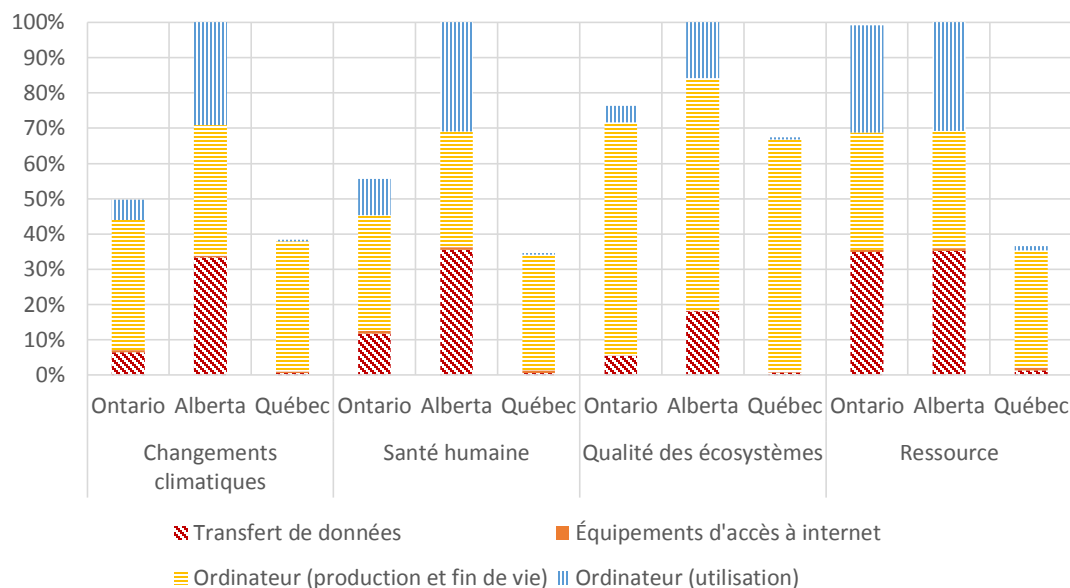 100%
90%
80%
70%
60%
50%
40%
30%
20%
10%
0%
Ontario Alberta Québec Ontario Alberta Québec Ontario Alberta Québec Ontario Alberta Québec
Changements
climatiques
Santé humaine
Qualité des écosystèmes
Ressource
Transfert de données
Équipements d'accès à internet
Ordinateur (production et fin de vie)
Ordinateur (utilisation)